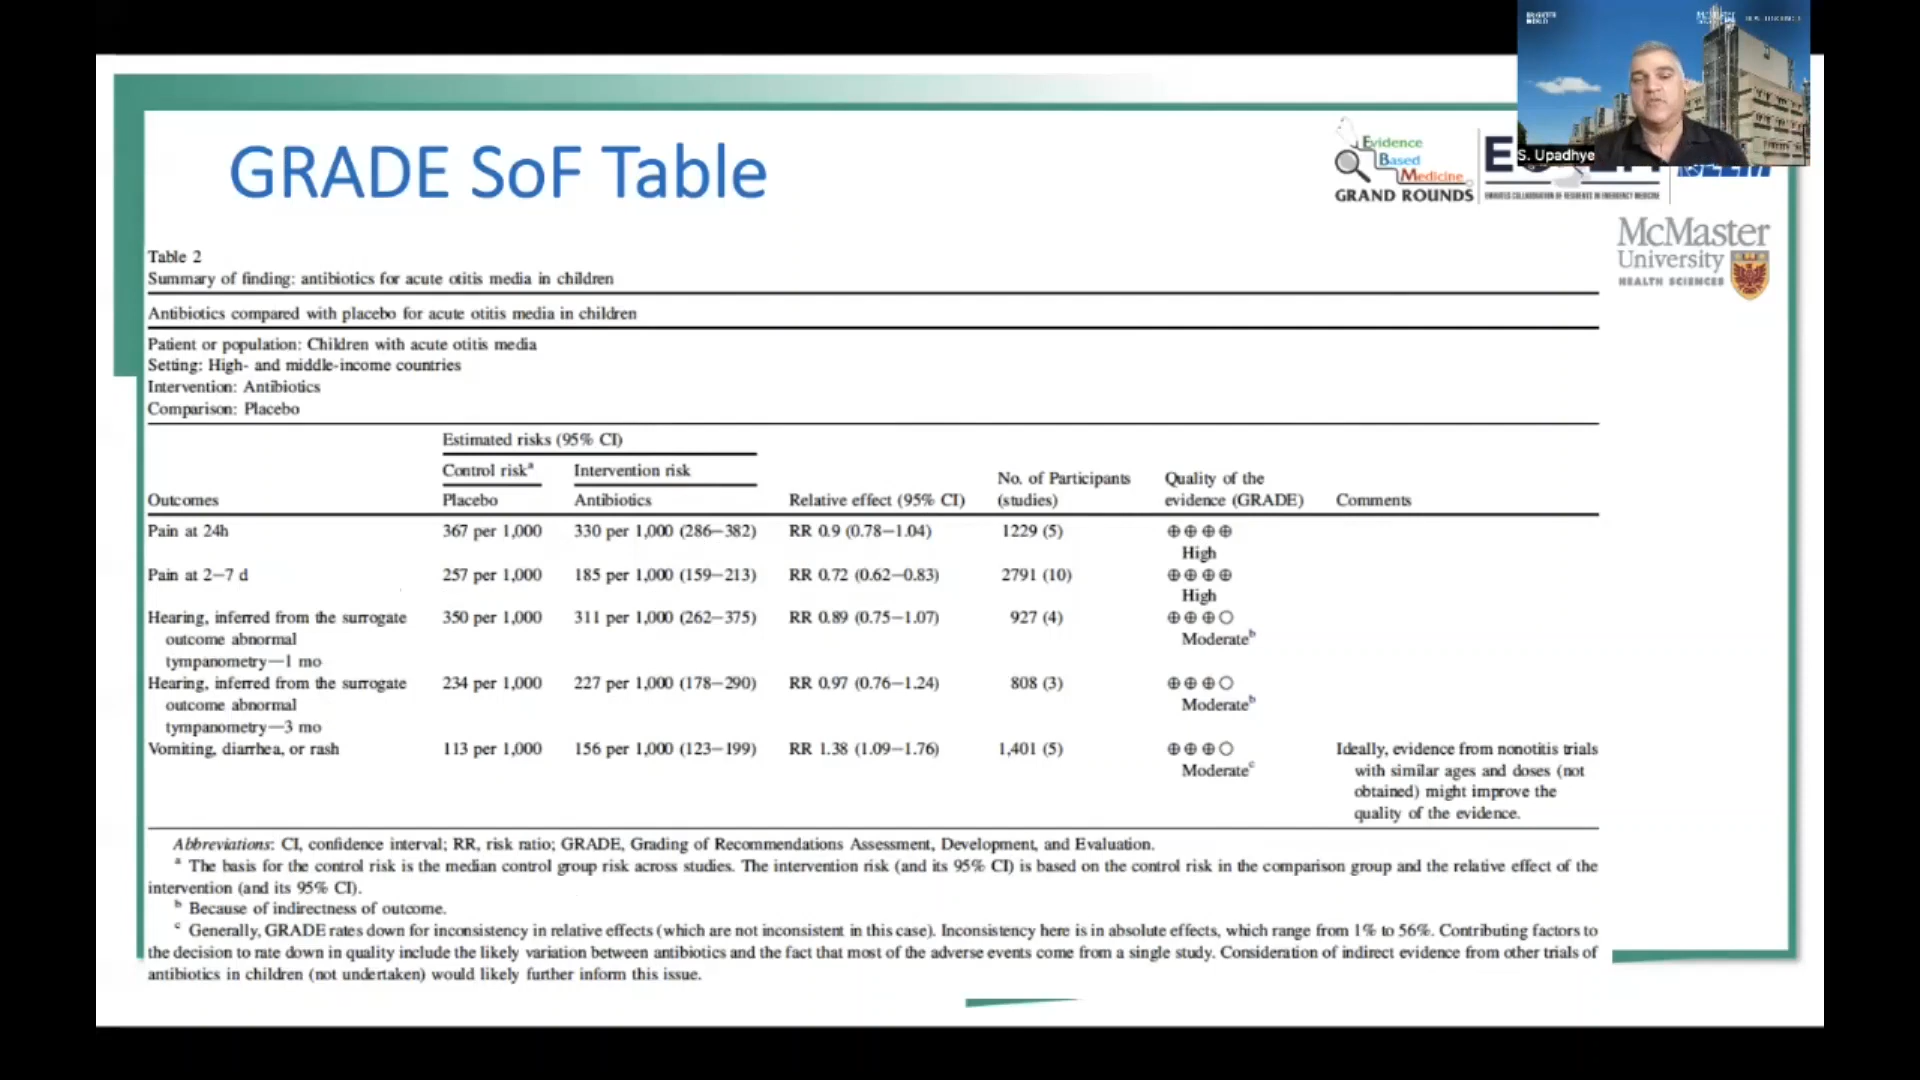 S. Upadhye
GRADE SoF Table
Evidence
Based
Medicine
GRAND ROUNDS
McMaster
University
HEALTH SCIENCES
Table 2
Summary of finding: antibiotics for acute otitis media in children
Antibiotics compared with placebo for acute otitis media in children
Patient or population: Children with acute otitis media
Setting: High- and middle-income countries
Intervention: Antibiotics
Comparison: Placebo
Estimated risks (95% CI)
Control riskᵃ Intervention risk
No. of Participants Quality of the
Outcomes Placebo Antibiotics Relative effect (95% CI) (studies) evidence (GRADE) Comments
Pain at 24h 367 per 1,000 330 per 1,000 (286–382) RR 0.9 (0.78–1.04) 1229 (5) ⊕⊕⊕⊕
High
Pain at 2–7 d 257 per 1,000 185 per 1,000 (159–213) RR 0.72 (0.62–0.83) 2791 (10) ⊕⊕⊕⊕
High
Hearing, inferred from the surrogate 350 per 1,000 311 per 1,000 (262–375) RR 0.89 (0.75–1.07) 927 (4) ⊕⊕⊕○
outcome abnormal Moderateᵇ
tympanometry—1 mo
Hearing, inferred from the surrogate 234 per 1,000 227 per 1,000 (178–290) RR 0.97 (0.76–1.24) 808 (3) ⊕⊕⊕○
outcome abnormal Moderateᵇ
tympanometry—3 mo
Vomiting, diarrhea, or rash 113 per 1,000 156 per 1,000 (123–199) RR 1.38 (1.09–1.76) 1,401 (5) ⊕⊕⊕○ Ideally, evidence from nonotitis trials
Moderateᶜ with similar ages and doses (not
obtained) might improve the
quality of the evidence.
Abbreviations: CI, confidence interval; RR, risk ratio; GRADE, Grading of Recommendations Assessment, Development, and Evaluation.
ᵃ The basis for the control risk is the median control group risk across studies. The intervention risk (and its 95% CI) is based on the control risk in the comparison group and the relative effect of the
intervention (and its 95% CI).
ᵇ Because of indirectness of outcome.
ᶜ Generally, GRADE rates down for inconsistency in relative effects (which are not inconsistent in this case). Inconsistency here is in absolute effects, which range from 1% to 56%. Contributing factors to
the decision to rate down in quality include the likely variation between antibiotics and the fact that most of the adverse events come from a single study. Consideration of indirect evidence from other trials of
antibiotics in children (not undertaken) would likely further inform this issue.